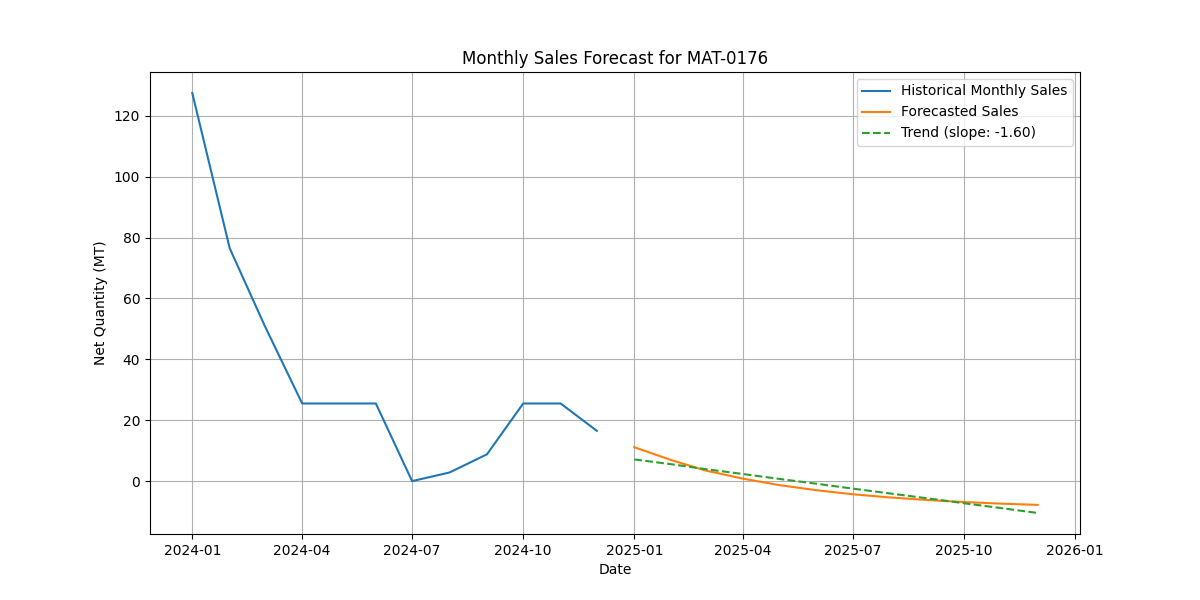 Monthly Sales Forecast for MAT-0176
Historical Monthly Sales
Forecasted Sales
Trend (slope: -1.60)
Net Quantity (MT)
120
100
80
60
40
20
0
2024-01 2024-04 2024-07 2024-10 2025-01 2025-04 2025-07 2025-10 2026-01
Date